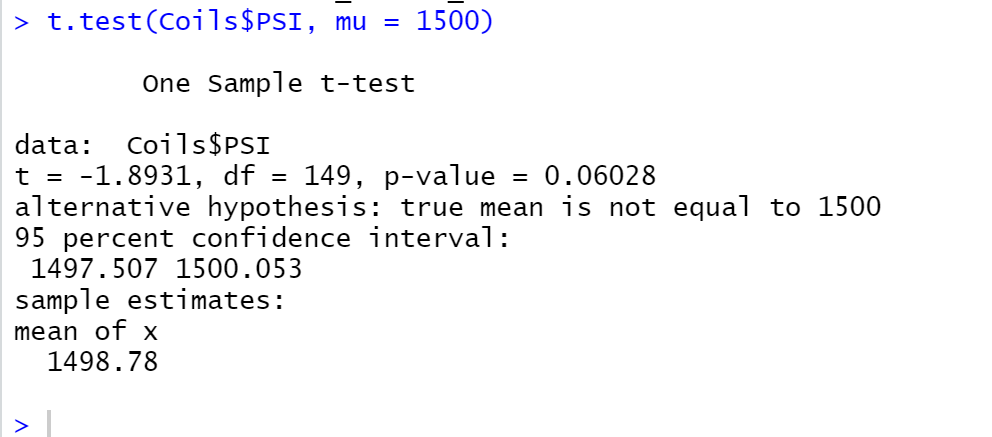 > t.test(Coils$PSI, mu = 1500)
One Sample t-test
data:  Coils$PSI
t = -1.8931, df = 149, p-value = 0.06028
alternative hypothesis: true mean is not equal to 1500
95 percent confidence interval:
 1497.507 1500.053
sample estimates:
mean of x
  1498.78
>